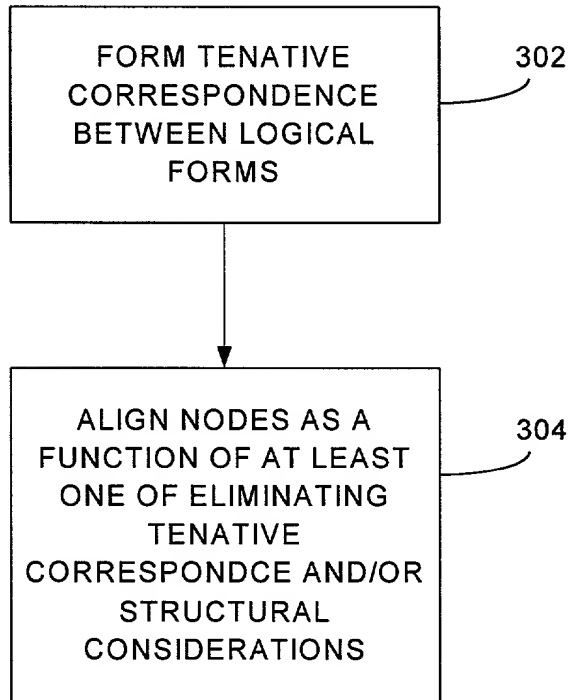 FORM TENATIVE
CORRESPONDENCE
BETWEEN LOGICAL
FORMS
302
ALIGN NODES AS A
FUNCTION OF AT LEAST
ONE OF ELIMINATING
TENATIVE
CORRESPONDCE AND/OR
STRUCTURAL
CONSIDERATIONS
304